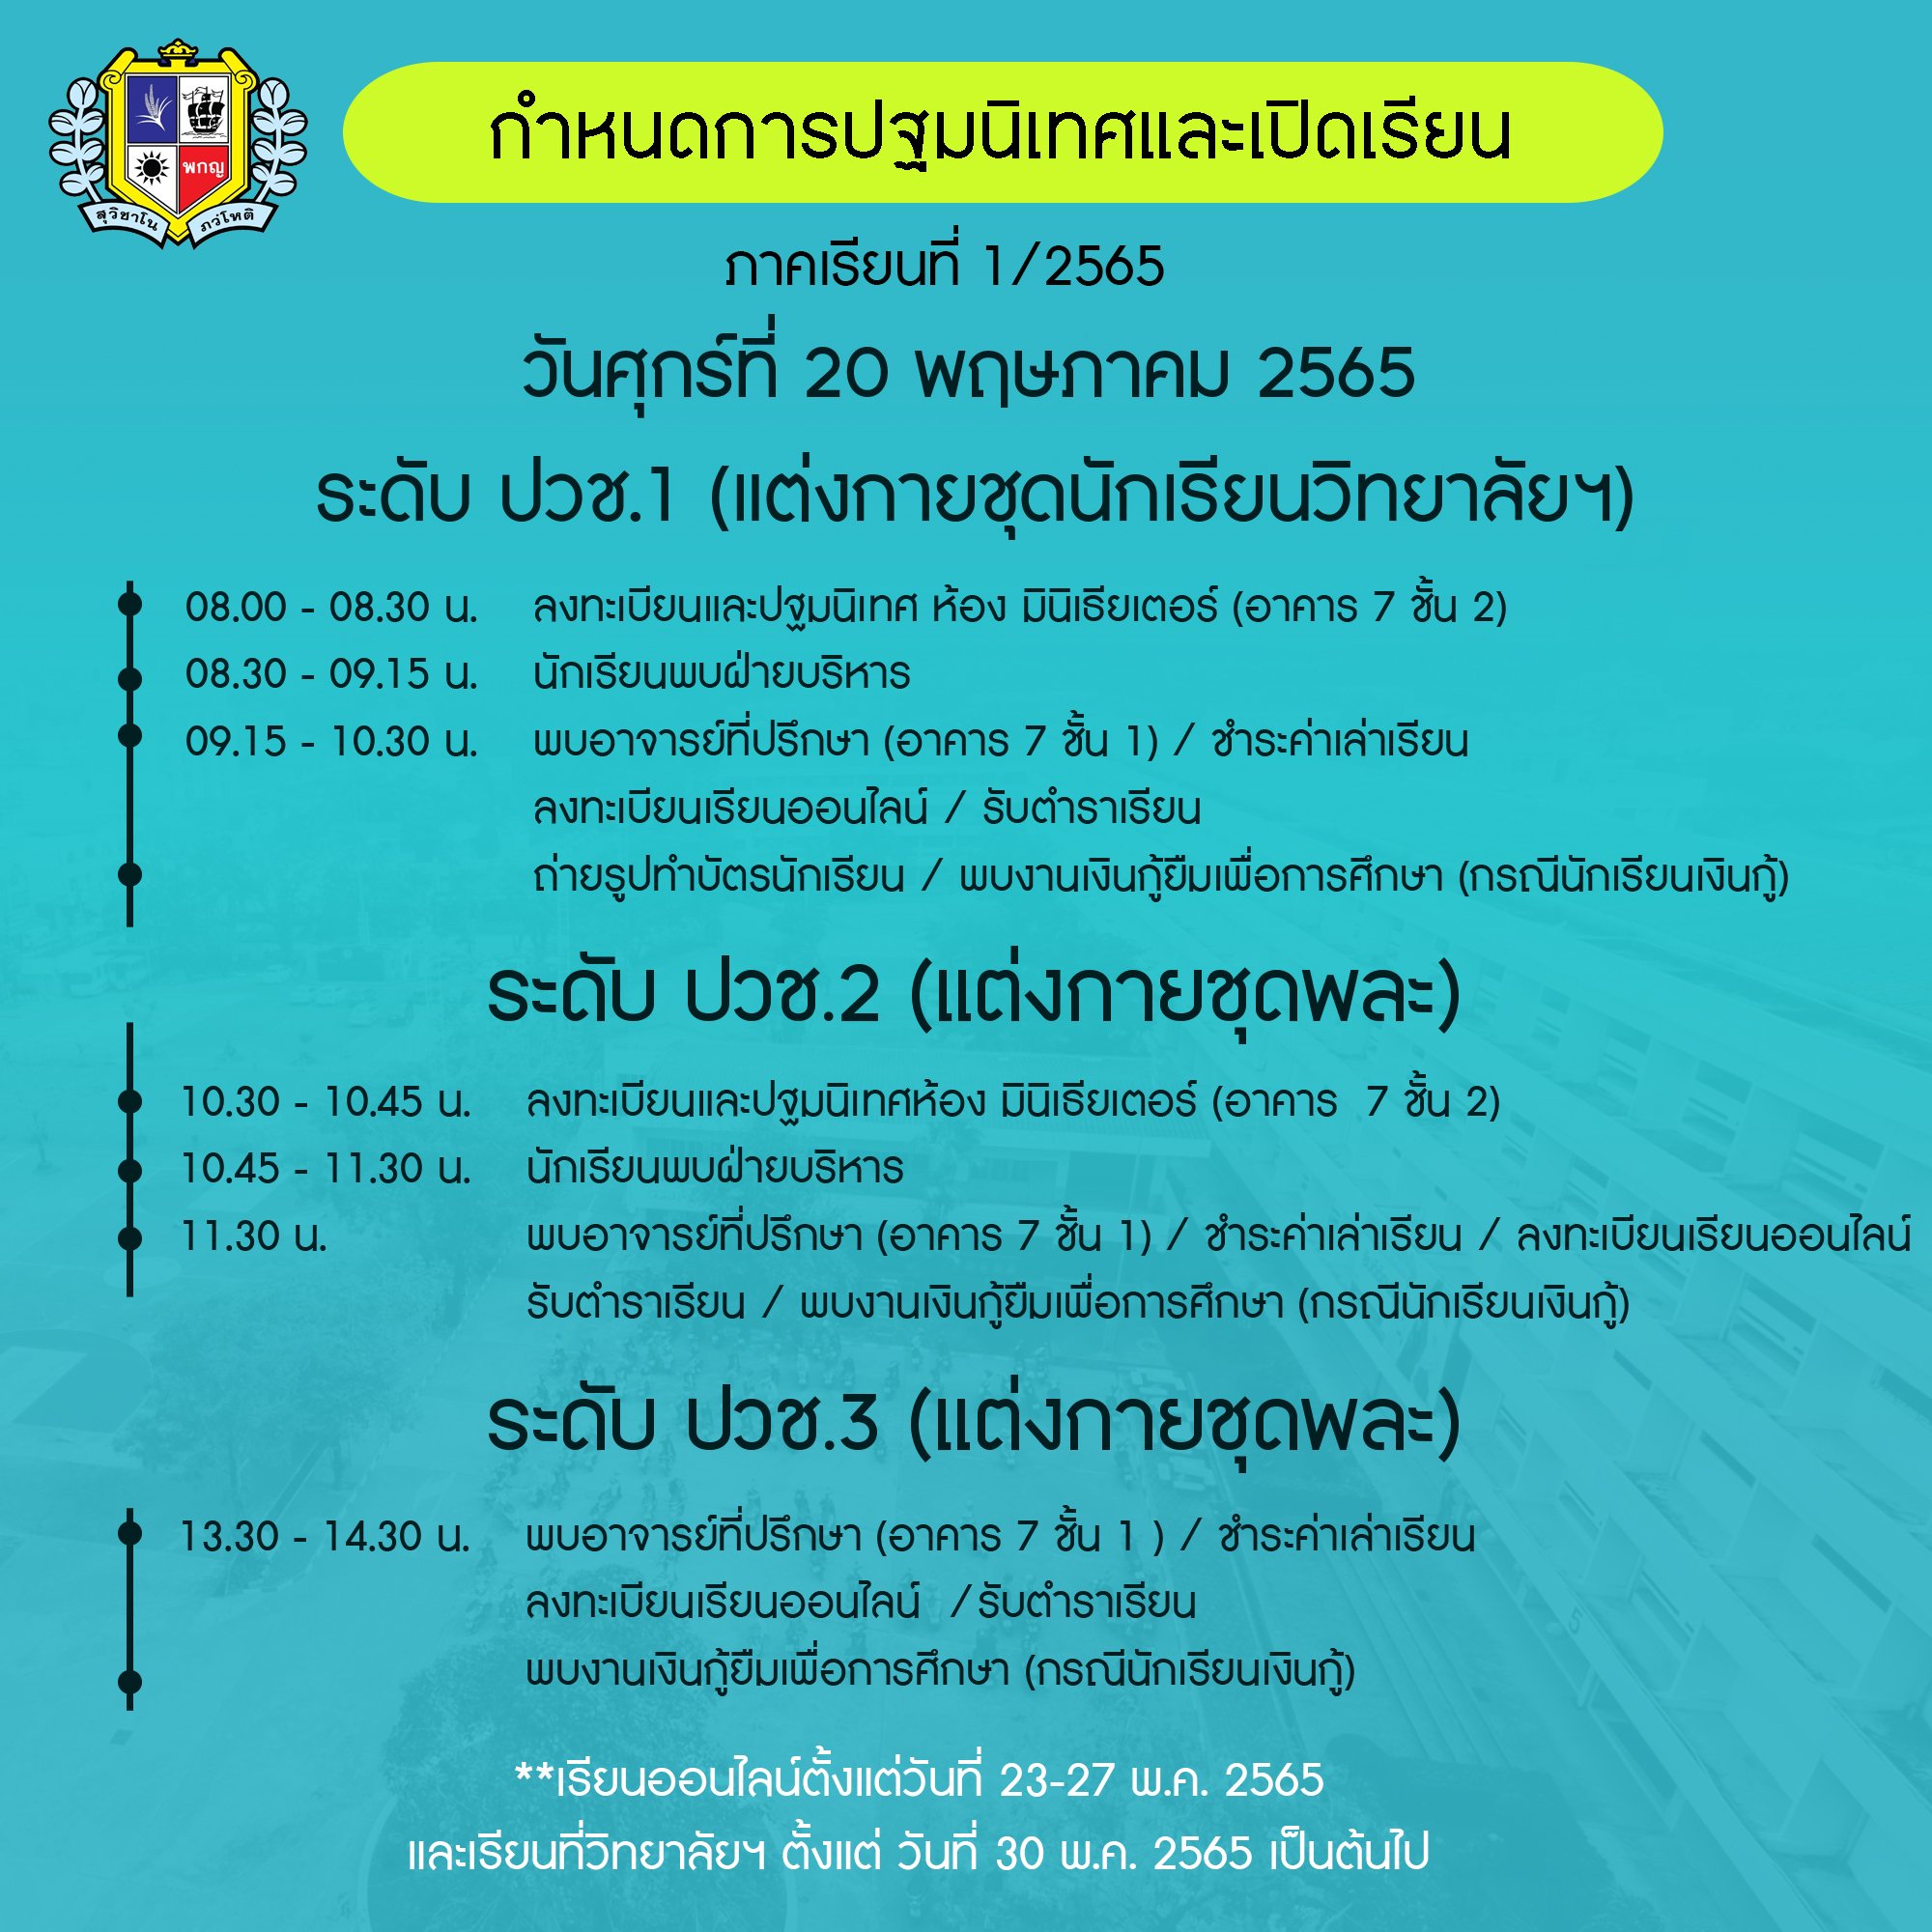 พกญ
สุวิชาโน ภวํโหติ
กำหนดการปฐมนิเทศและเปิดเรียน
ภาคเรียนที่ 1/2565
วันศุกร์ที่ 20 พฤษภาคม 2565
ระดับ ปวช.1 (แต่งกายชุดนักเรียนวิทยาลัยฯ)
08.00 - 08.30 น. ลงทะเบียนและปฐมนิเทศ ห้อง มินิเธียเตอร์ (อาคาร 7 ชั้น 2)
08.30 - 09.15 น. นักเรียนพบฝ่ายบริหาร
09.15 - 10.30 น. พบอาจารย์ที่ปรึกษา (อาคาร 7 ชั้น 1) / ชำระค่าเล่าเรียน
ลงทะเบียนเรียนออนไลน์ / รับตำราเรียน
ถ่ายรูปทำบัตรนักเรียน / พบงานเงินกู้ยืมเพื่อการศึกษา (กรณีนักเรียนเงินกู้)
ระดับ ปวช.2 (แต่งกายชุดพละ)
10.30 - 10.45 น. ลงทะเบียนและปฐมนิเทศห้อง มินิเธียเตอร์ (อาคาร 7 ชั้น 2)
10.45 - 11.30 น. นักเรียนพบฝ่ายบริหาร
11.30 น. พบอาจารย์ที่ปรึกษา (อาคาร 7 ชั้น 1) / ชำระค่าเล่าเรียน / ลงทะเบียนเรียนออนไลน์
รับตำราเรียน / พบงานเงินกู้ยืมเพื่อการศึกษา (กรณีนักเรียนเงินกู้)
ระดับ ปวช.3 (แต่งกายชุดพละ)
13.30 - 14.30 น. พบอาจารย์ที่ปรึกษา (อาคาร 7 ชั้น 1 ) / ชำระค่าเล่าเรียน
ลงทะเบียนเรียนออนไลน์ /รับตำราเรียน
พบงานเงินกู้ยืมเพื่อการศึกษา (กรณีนักเรียนเงินกู้)
**เรียนออนไลน์ตั้งแต่วันที่ 23-27 พ.ค. 2565
และเรียนที่วิทยาลัยฯ ตั้งแต่ วันที่ 30 พ.ค. 2565 เป็นต้นไป